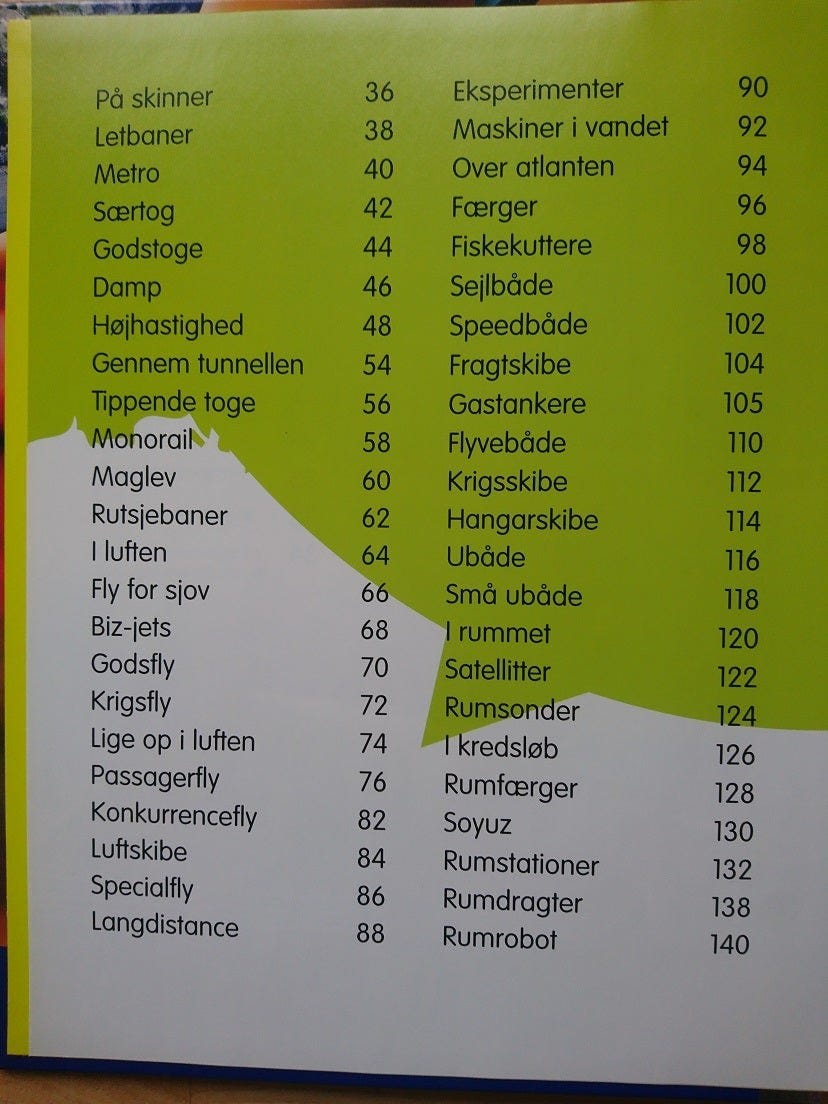 På skinner 36
Letbaner 38
Metro 40
Særtog 42
Godstoge 44
Damp 46
Højhastighed 48
Gennem tunnellen 54
Tippende toge 56
Monorail 58
Maglev 60
Rutsjebaner 62
I luften 64
Fly for sjov 66
Biz-jets 68
Godsfly 70
Krigsfly 72
Lige op i luften 74
Passagerfly 76
Konkurrencefly 82
Luftskibe 84
Specialfly 86
Langdistance 88
Eksperimenter 90
Maskiner i vandet 92
Over atlanten 94
Færger 96
Fiskekuttere 98
Sejlbåde 100
Speedbåde 102
Fragtskibe 104
Gastankere 105
Flyvebåde 110
Krigsskibe 112
Hangarskibe 114
Ubåde 116
Små ubåde 118
I rummet 120
Satellitter 122
Rumsonder 124
I kredsløb 126
Rumfærger 128
Soyuz 130
Rumstationer 132
Rumdragter 138
Rumrobot 140